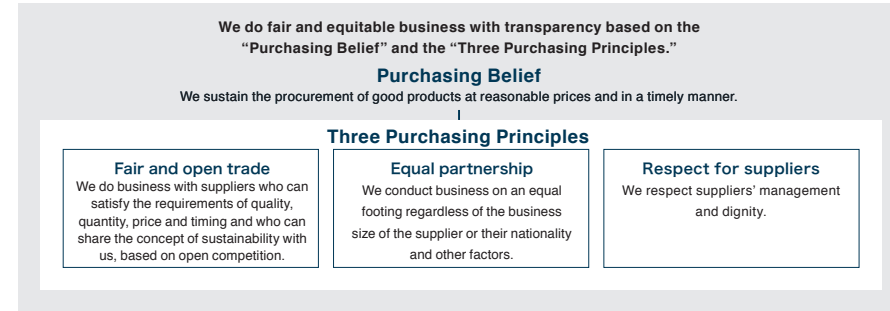 We do fair and equitable business with transparency based on the
“Purchasing Belief” and the “Three Purchasing Principles.”
Purchasing Belief
We sustain the procurement of good products at reasonable prices and in a timely manner.
Three Purchasing Principles
Fair and open trade
We do business with suppliers who can
satisfy the requirements of quality,
quantity, price and timing and who can
share the concept of sustainability with
us, based on open competition.
Equal partnership
We conduct business on an equal
footing regardless of the business
size of the supplier or their nationality
and other factors.
Respect for suppliers
We respect suppliers’ management
and dignity.